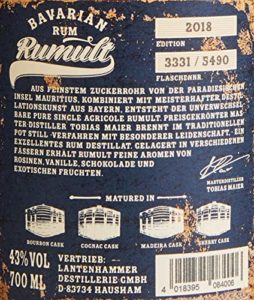 BAVARIAN
RUM
Rumult
2018
EDITION
3331/5490
FLASCHENNR.
AUS FEINSTEM ZUCKERROHR VON DER PARADIESISCHEN
INSEL MAURITIUS, KOMBINIERT MIT MEISTERHAFTER DESTIL-
LATIONSKUNST AUS BAYERN, ENTSTEHT DER UNVERWECHSEL-
BARE PURE SINGLE AGRICOLE RUMULT. PREISGEKRÖNTER MAS-
TER-DISTILLER TOBIAS MAIER BRENNT IM TRADITIONELLEN
POT STILL -VERFAHREN MIT BESONDERER LEIDENSCHAFT - EIN
EXZELLENTES RUM DESTILLAT. GELAGERT IN VERSCHIEDENEN
FÄSSERN ERHÄLT RUMULT FEINE AROMEN VON
ROSINEN, VANILLE, SCHOKOLADE UND
EXOTISCHEN FRÜCHTEN.
MASTERDISTILLER
TOBIAS MAIER
MATURED IN
BOURBON CASK
COGNAC CASK
MADEIRA CASK
SHERRY CASK
43%VOL
700 ML
VERTRIEB:
LANTENHAMMER
DESTILLERIE GMBH
D-83734 HAUSHAM
4 018395 084006